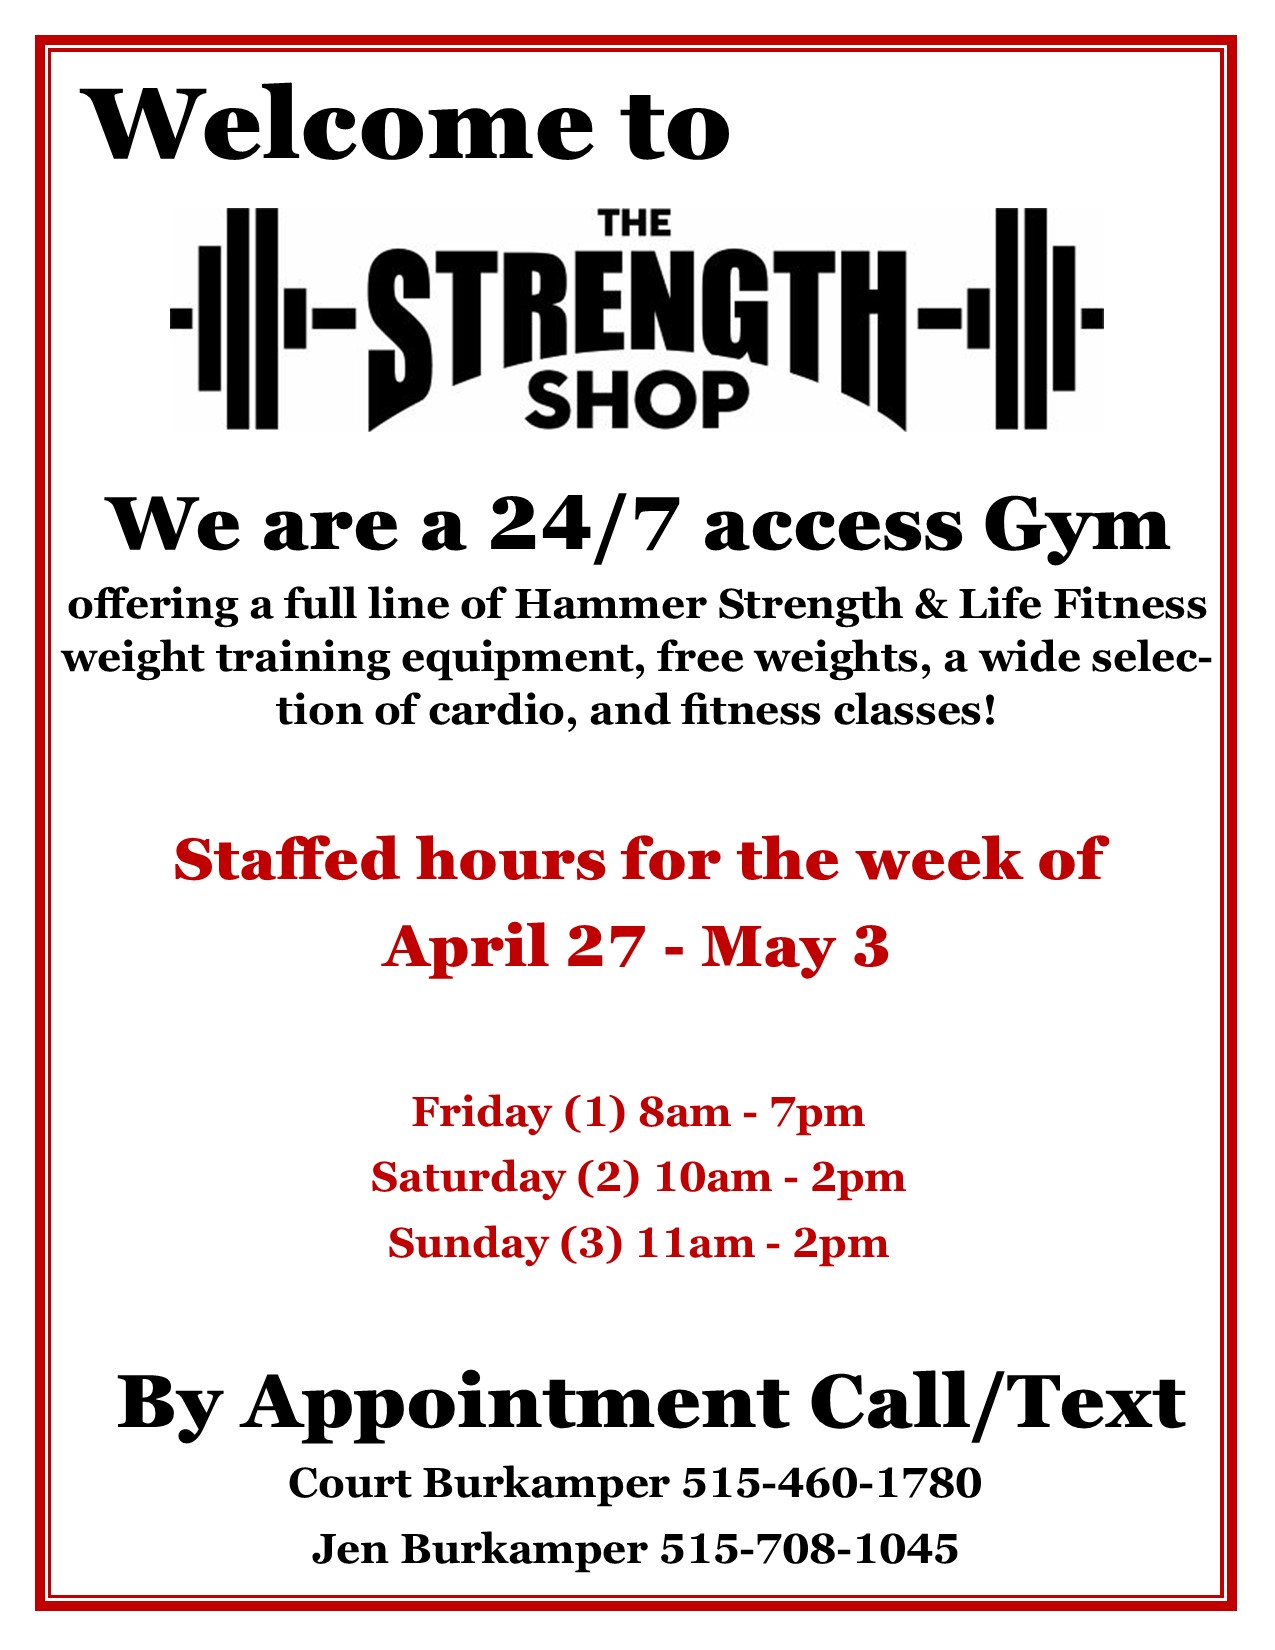 Welcome to
THE
STRENGTH
SHOP
We are a 24/7 access Gym
offering a full line of Hammer Strength & Life Fitness
weight training equipment, free weights, a wide selec-
tion of cardio, and fitness classes!
Staffed hours for the week of
April 27 - May 3
Friday (1) 8am - 7pm
Saturday (2) 10am - 2pm
Sunday (3) 11am - 2pm
By Appointment Call/Text
Court Burkamper 515-460-1780
Jen Burkamper 515-708-1045